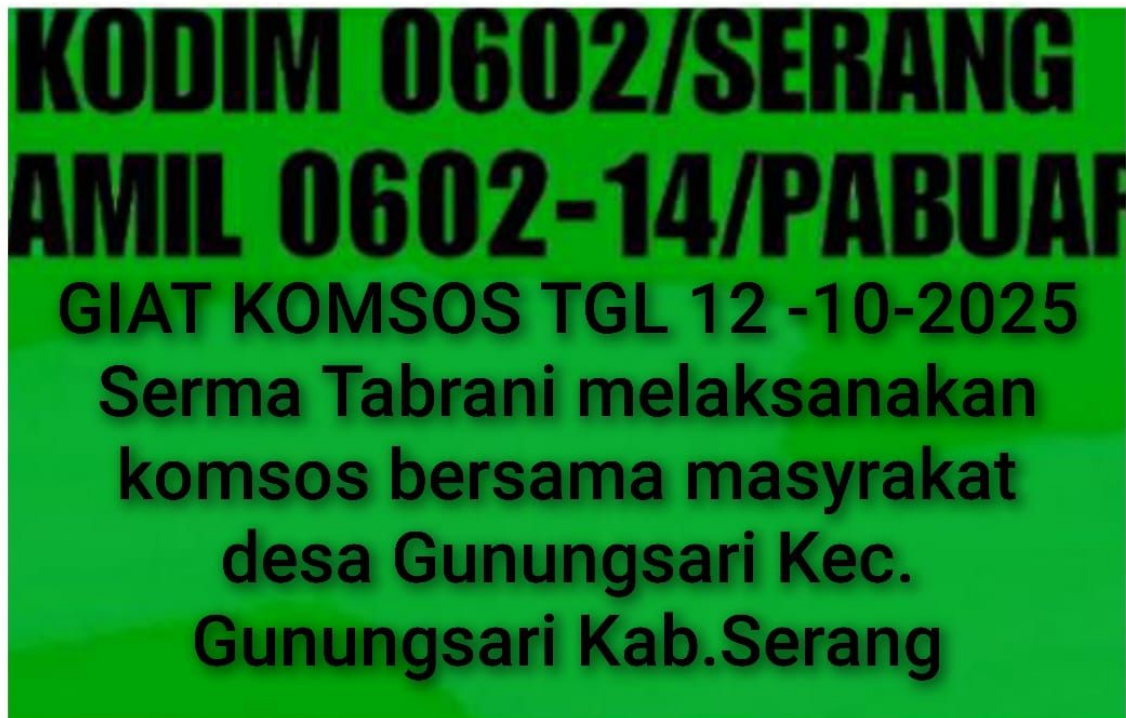 KODIM 0602/SERANG
AMIL 0602-14/PABUAR
GIAT KOMSOS TGL 12 -10-2025
Serma Tabrani melaksanakan
komsos bersama masyrakat
desa Gunungsari Kec.
Gunungsari Kab.Serang